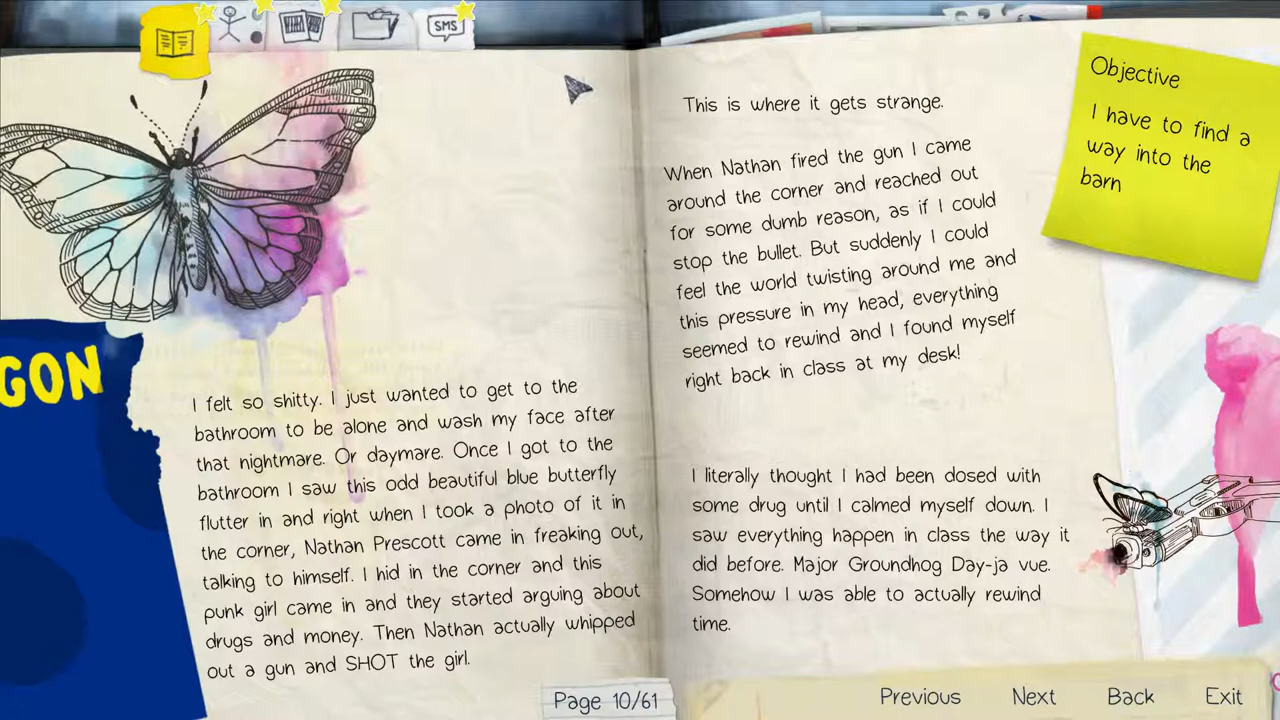 SMS
GON
I felt so shitty. I just wanted to get to the
bathroom to be alone and wash my face after
that nightmare. Or daymare. Once I got to the
bathroom I saw this odd beautiful blue butterfly
flutter in and right when I took a photo of it in
the corner, Nathan Prescott came in freaking out,
talking to himself. I hid in the corner and this
punk girl came in and they started arguing about
drugs and money. Then Nathan actually whipped
out a gun and SHOT the girl.
This is where it gets strange.
When Nathan fired the gun I came
around the corner and reached out
for some dumb reason, as if I could
stop the bullet. But suddenly I could
feel the world twisting around me and
this pressure in my head, everything
seemed to rewind and I found myself
right back in class at my desk!
I literally thought I had been dosed with
some drug until I calmed myself down. I
saw everything happen in class the way it
did before. Major Groundhog Day-ja vue.
Somehow I was able to actually rewind
time.
Objective
I have to find a
way into the
barn
Page 10/61
Previous Next Back Exit